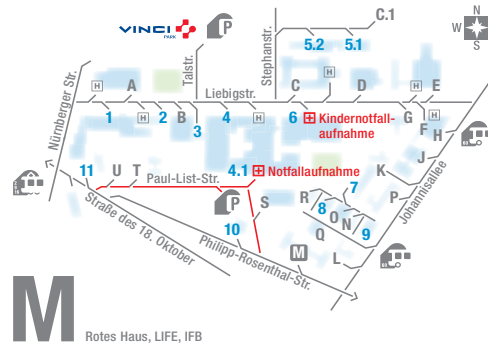 C.1
N
W S
VINCI
PARK
P
5.2 5.1
Stephanstr.
Talstr.
Nürnberger Str.
H A
Liebigstr.
C H D H E
1 H 2 B 3 4 H 6 Kindernotfall-
aufnahme
G F H H
J
11 U T
4.1 Notfallaufnahme
Paul-List-Str.
K
P
Johannisallee
Straße des 18. Oktober
P
S
R 8 O N 7
Q
9
10
M
L
Philipp-Rosenthal-Str.
M
Rotes Haus, LIFE, IFB